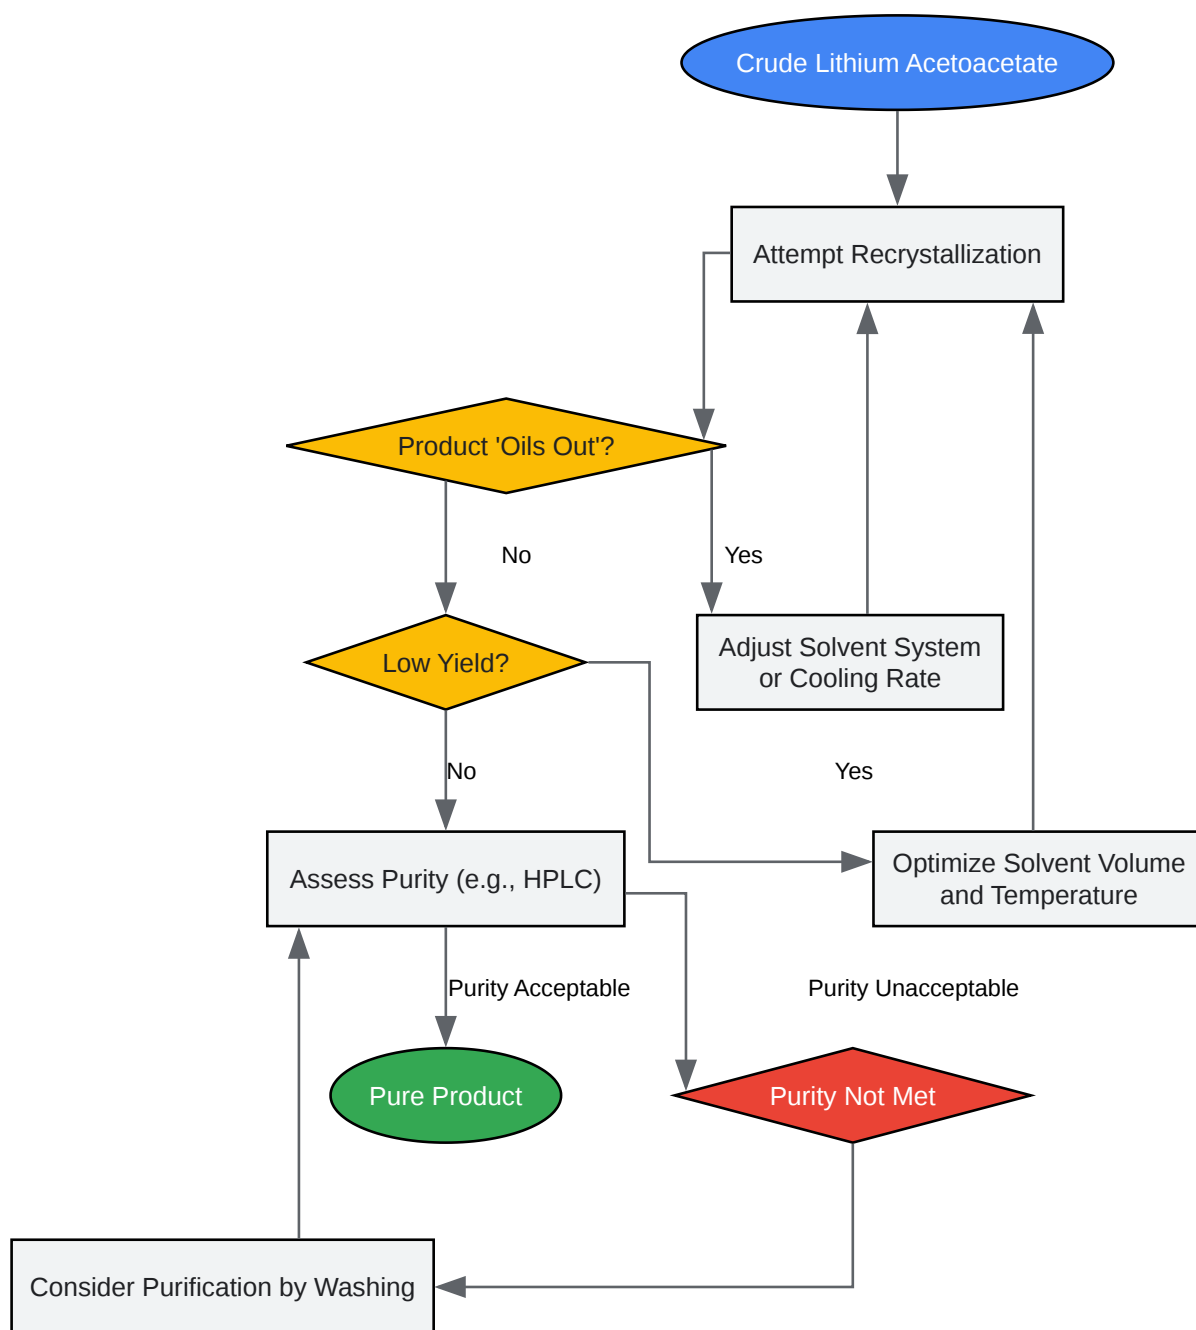 Crude Lithium Acetoacetate
Attempt Recrystallization
Product 'Oils Out'?
No
Yes
Low Yield?
Adjust Solvent System
or Cooling Rate
No
Yes
Assess Purity (e.g., HPLC)
Optimize Solvent Volume
and Temperature
Purity Acceptable
Purity Unacceptable
Pure Product
Purity Not Met
Consider Purification by Washing